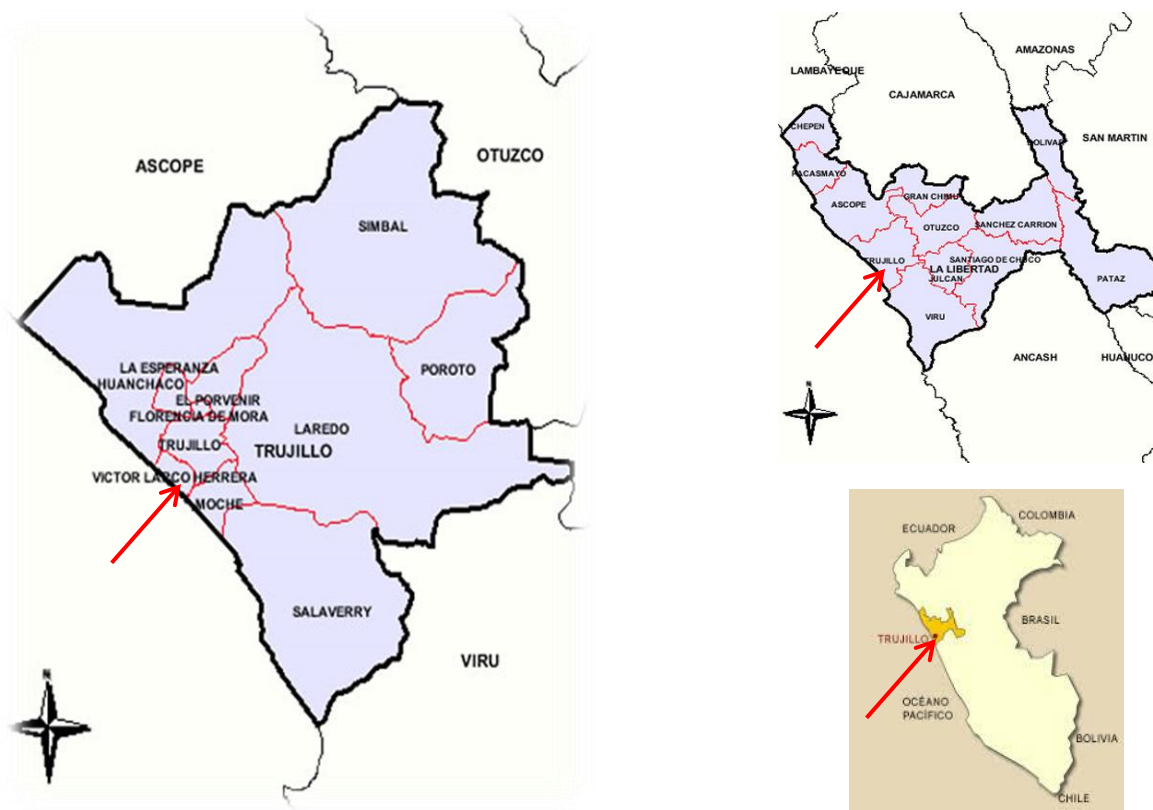 ASCOPE
OTUZCO
SIMBAL
LA ESPERANZA
HUANCHACO
POROTO
EL PORVENIR
FLORENCIA DE MORA
LAREDO
TRUJILLO
TRUJILLO
VICTOR LARCO HERRERA
MOCHE
SALAVERRY
VIRU
N
AMAZONAS
LAMBAYEQUE
CAJAMARCA
CHEPEN
SAN MARTIN
BOLIVAR
PACASMAYO
GRAN CHIMU
ASCOPE
SANCHEZ CARRION
OTUZCO
TRUJILLO
SANTIAGO DE CHUCO
LA LIBERTAD
JULCAN
PATAZ
VIRU
ANCASH
HUANUCO
N
COLOMBIA
ECUADOR
BRASIL
TRUJILLO
OCÉANO
PACÍFICO
BOLIVIA
CHILE